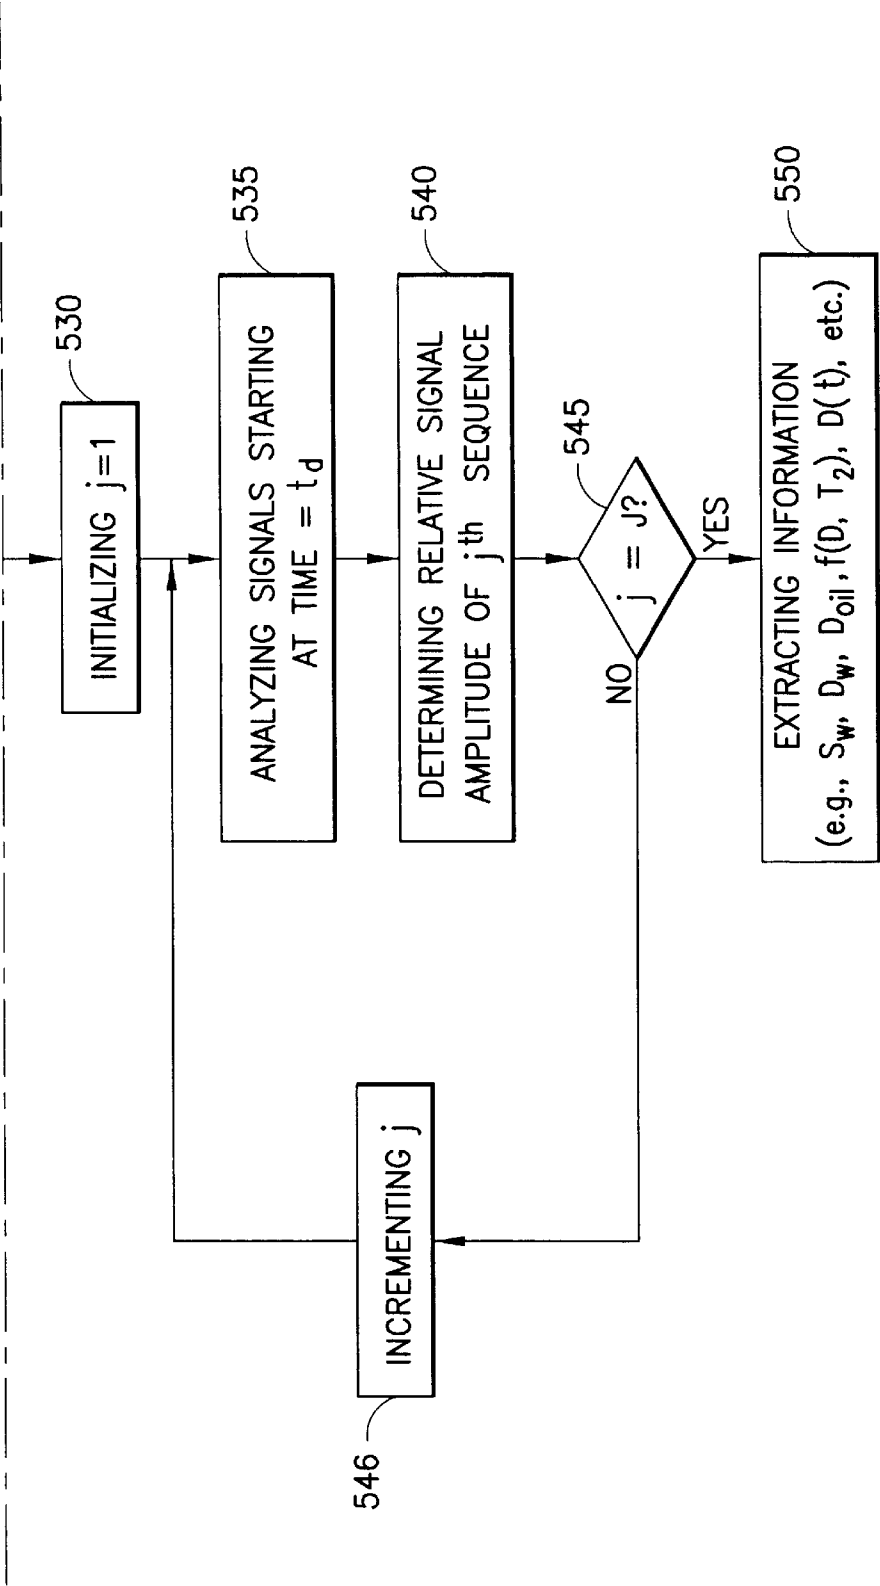 530
INITIALIZING j=1
535
ANALYZING SIGNALS STARTING
AT TIME = t_d
540
DETERMINING RELATIVE SIGNAL
AMPLITUDE OF j^th SEQUENCE
545
j = J?
NO
YES
546
INCREMENTING j
550
EXTRACTING INFORMATION
(e.g., S_w, D_w, D_oil, f(D, T_2), D(t), etc.)